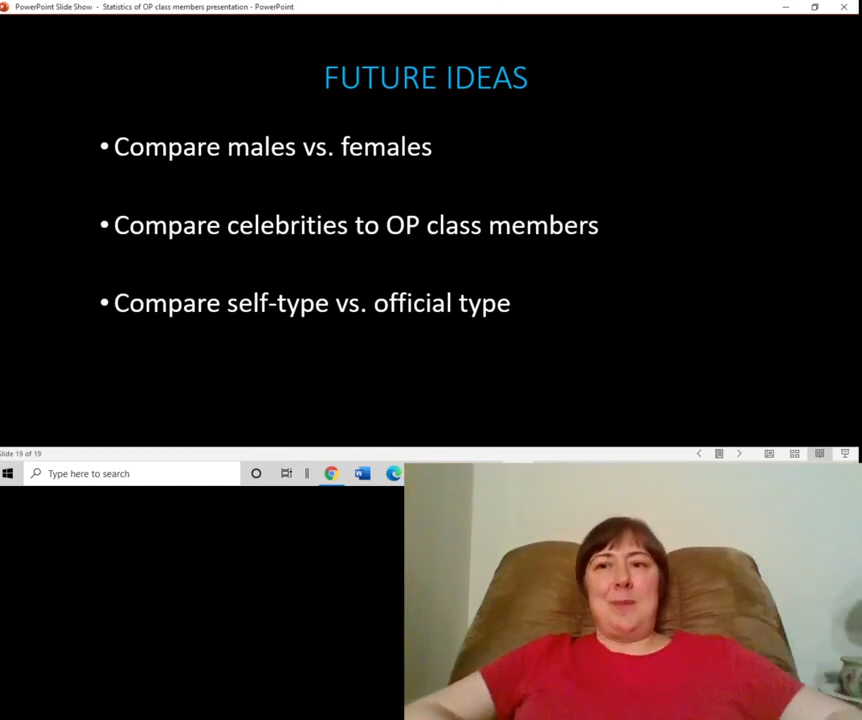 PowerPoint Slide Show - Statistics of OP class members presentation - PowerPoint
FUTURE IDEAS
• Compare males vs. females
• Compare celebrities to OP class members
• Compare self-type vs. official type
Slide 19 of 19
Type here to search